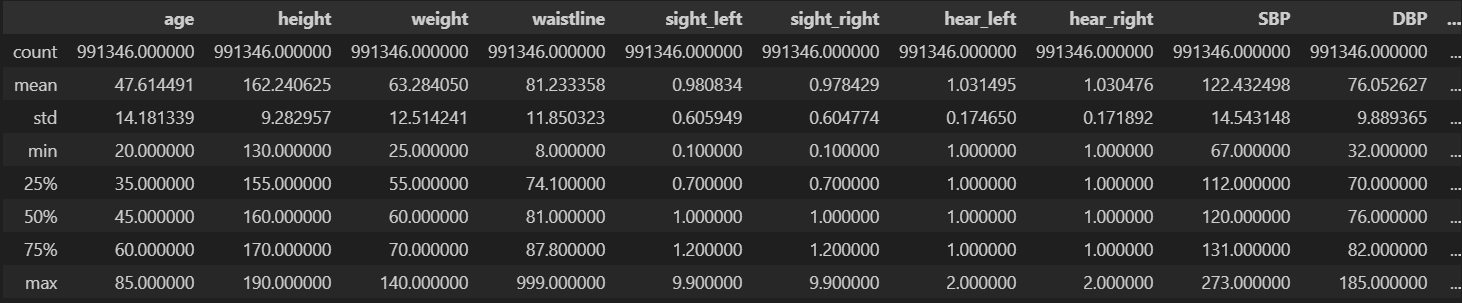 age height weight waistline sight_left sight_right hear_left hear_right SBP DBP ...
count 991346.000000 991346.000000 991346.000000 991346.000000 991346.000000 991346.000000 991346.000000 991346.000000 991346.000000 991346.000000 ...
mean 47.614491 162.240625 63.284050 81.233358 0.980834 0.978429 1.031495 1.030476 122.432498 76.052627 ...
std 14.181339 9.282957 12.514241 11.850323 0.605949 0.604774 0.174650 0.171892 14.543148 9.889365 ...
min 20.000000 130.000000 25.000000 8.000000 0.100000 0.100000 1.000000 1.000000 67.000000 32.000000 ...
25% 35.000000 155.000000 55.000000 74.100000 0.700000 0.700000 1.000000 1.000000 112.000000 70.000000 ...
50% 45.000000 160.000000 60.000000 81.000000 1.000000 1.000000 1.000000 1.000000 120.000000 76.000000 ...
75% 60.000000 170.000000 70.000000 87.800000 1.200000 1.200000 1.000000 1.000000 131.000000 82.000000 ...
max 85.000000 190.000000 140.000000 999.000000 9.900000 9.900000 2.000000 2.000000 273.000000 185.000000 ...